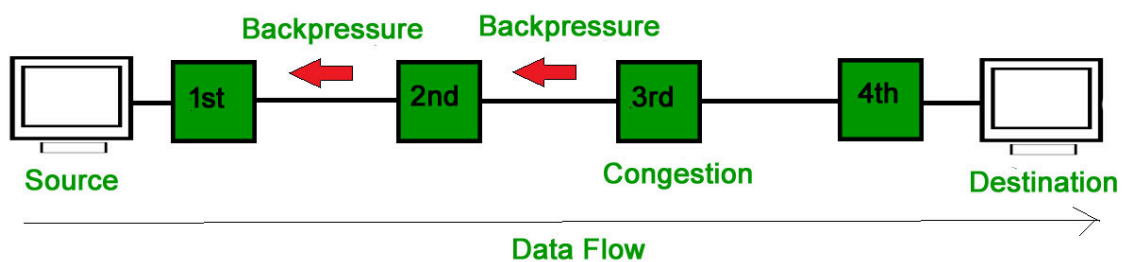 Backpressure
Backpressure
1st
2nd
3rd
4th
Source
Congestion
Destination
Data Flow